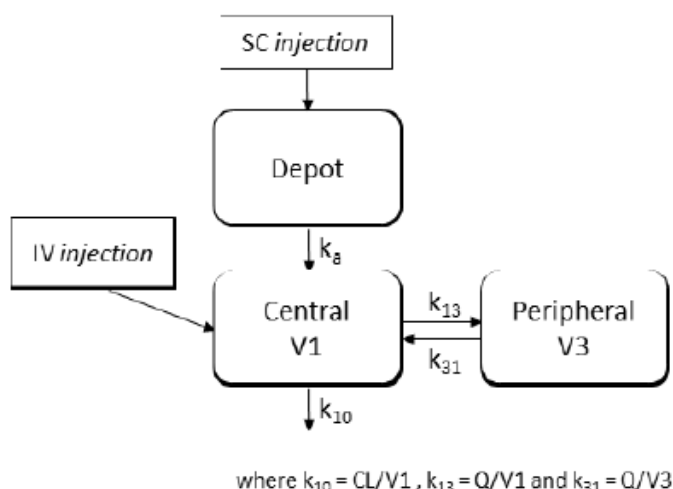 SC injection
Depot
kₐ
IV injection
Central
V1
k₁₃
k₃₁
Peripheral
V3
k₁₀
where k₁₀ = CL/V1 , k₁₃ = Q/V1 and k₃₁ = Q/V3